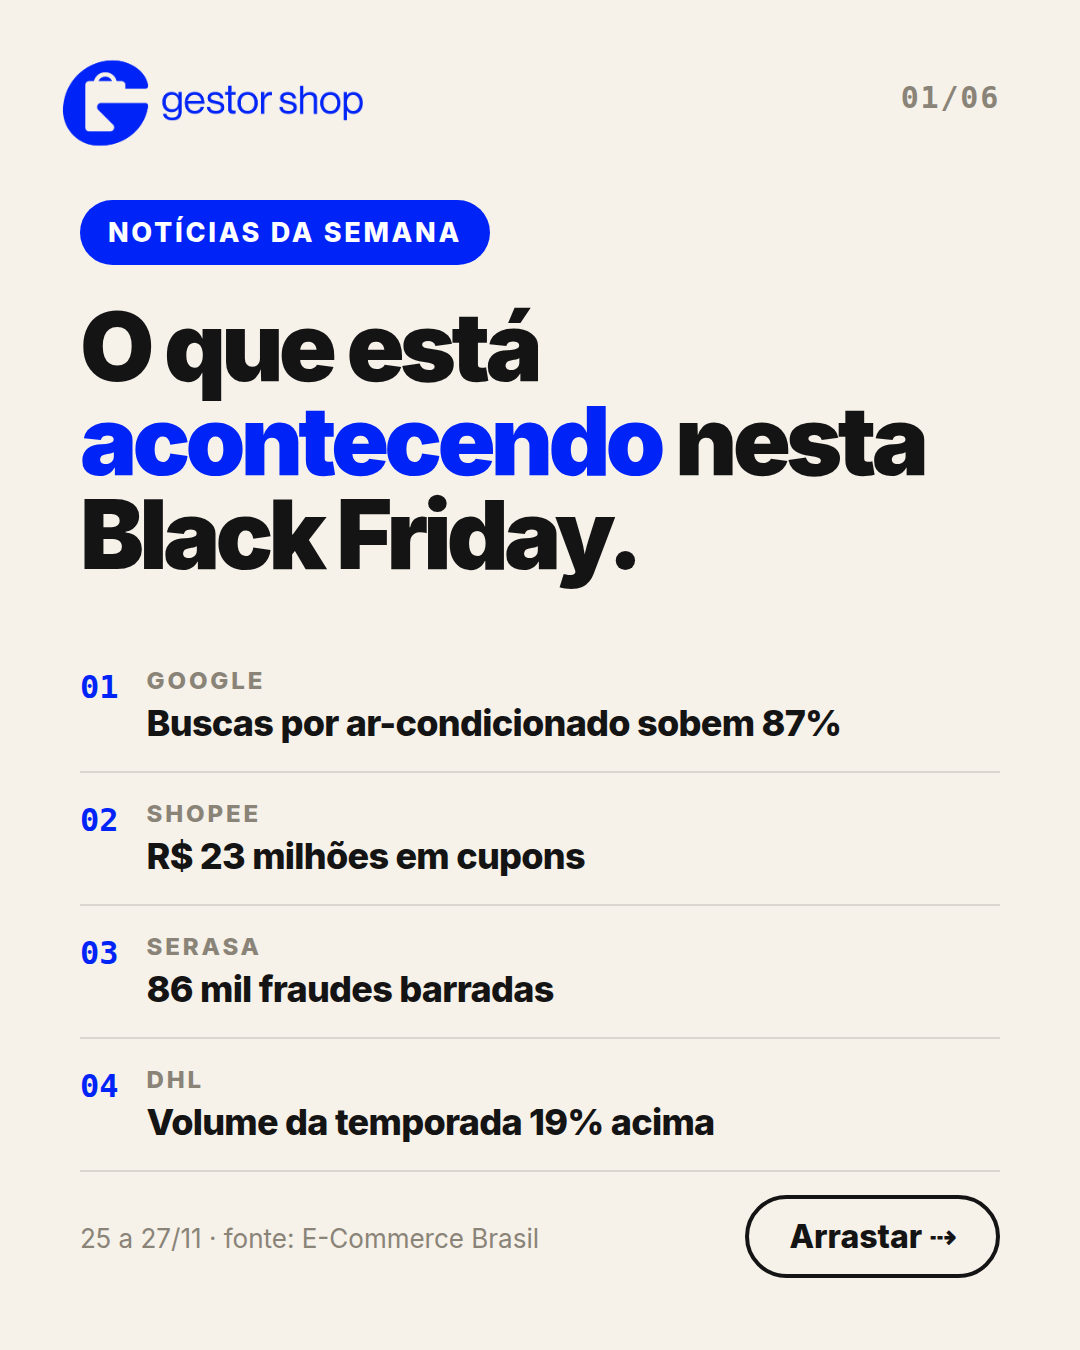 gestor shop
01/06
NOTÍCIAS DA SEMANA
O que está
acontecendo nesta
Black Friday.
01 GOOGLE
Buscas por ar-condicionado sobem 87%
02 SHOPEE
R$ 23 milhões em cupons
03 SERASA
86 mil fraudes barradas
04 DHL
Volume da temporada 19% acima
25 a 27/11 · fonte: E-Commerce Brasil
Arrastar ⇢